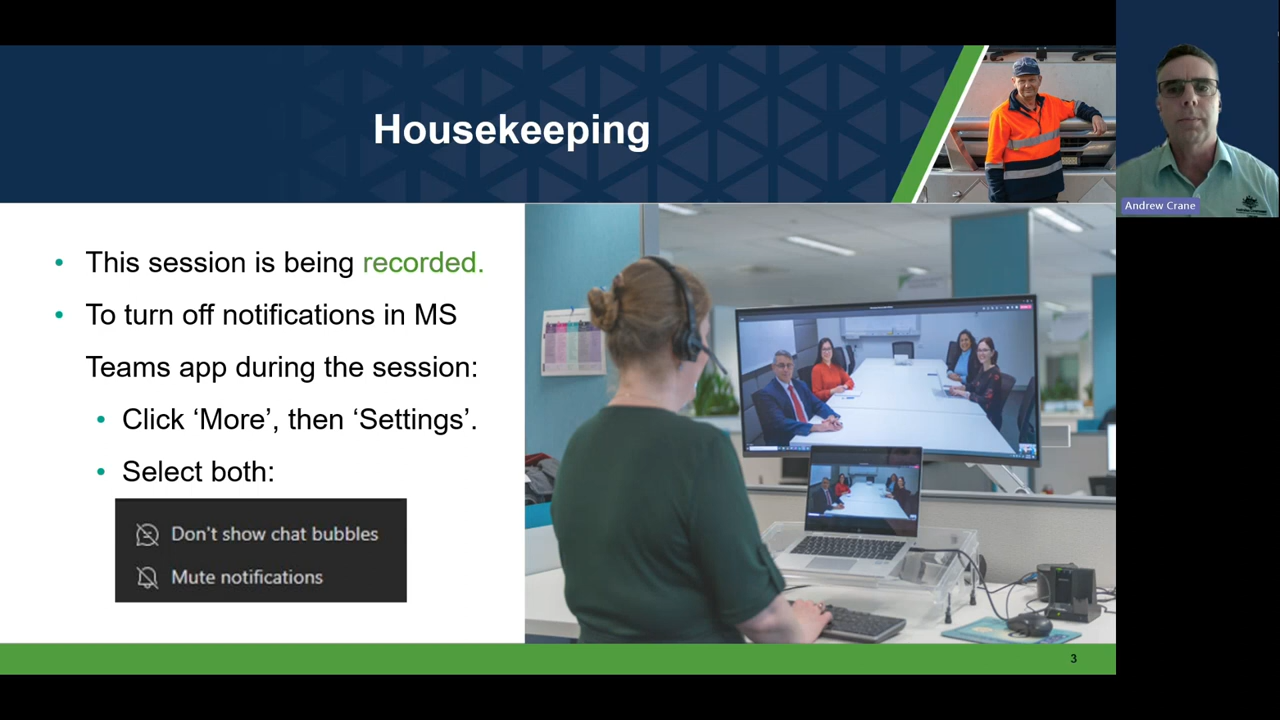 Housekeeping
Andrew Crane
• This session is being recorded.
• To turn off notifications in MS
Teams app during the session:
• Click ‘More’, then ‘Settings’.
• Select both:
Don't show chat bubbles
Mute notifications
3